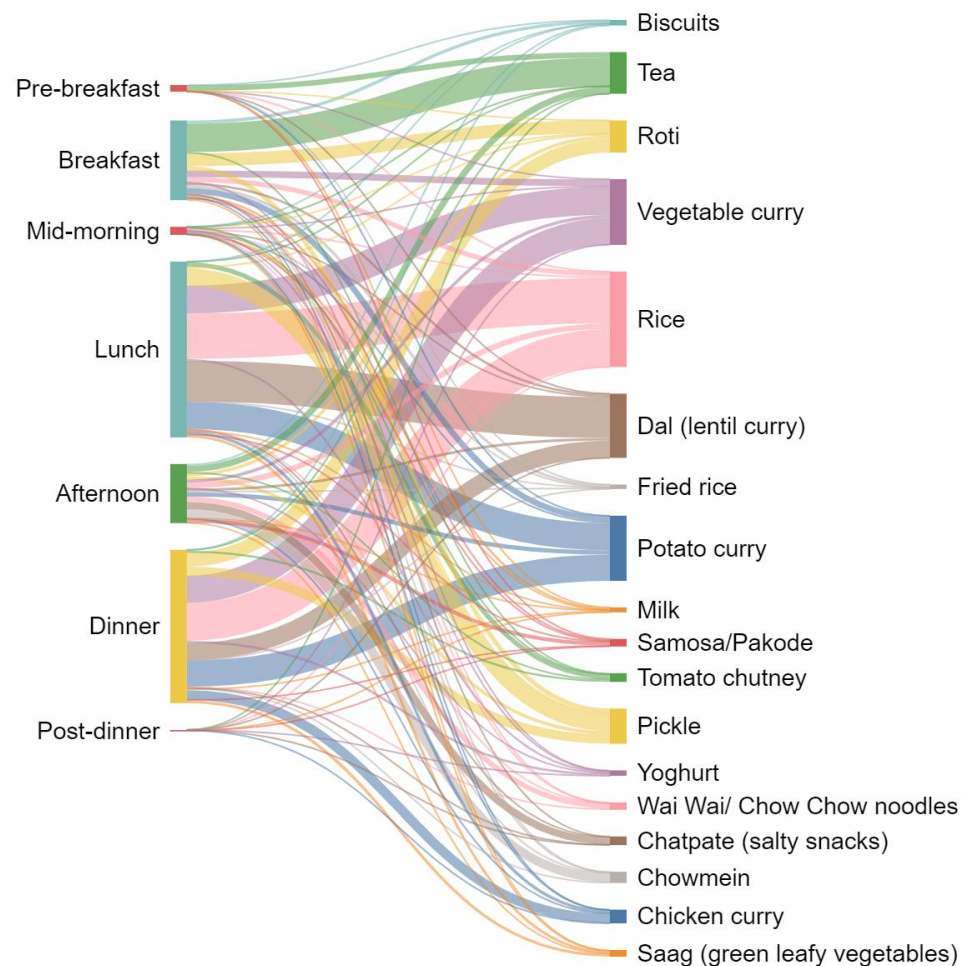 Pre-breakfast
Breakfast
Mid-morning
Lunch
Afternoon
Dinner
Post-dinner
Biscuits
Tea
Roti
Vegetable curry
Rice
Dal (lentil curry)
Fried rice
Potato curry
Milk
Samosa/Pakode
Tomato chutney
Pickle
Yoghurt
Wai Wai/ Chow Chow noodles
Chatpate (salty snacks)
Chowmein
Chicken curry
Saag (green leafy vegetables)